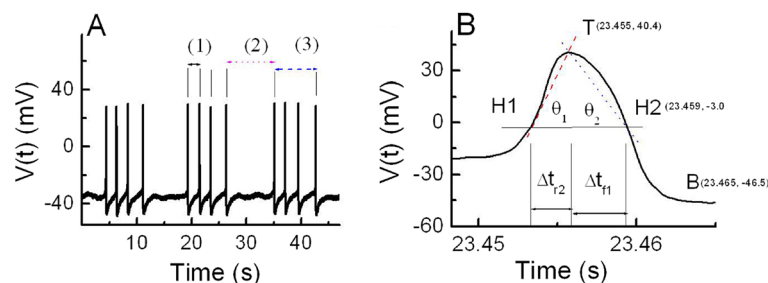 A
(1) (2) (3)
V(t) (mV)
40
0
-40
10 20 30 40
Time (s)
B
T(23.455, 40.4)
V(t) (mV)
30
0
-30
-60
H1 θ1 θ2 H2(23.459, -3.0
Δtr2 Δtf1
B(23.465, -46.5)
23.45 23.46
Time (s)